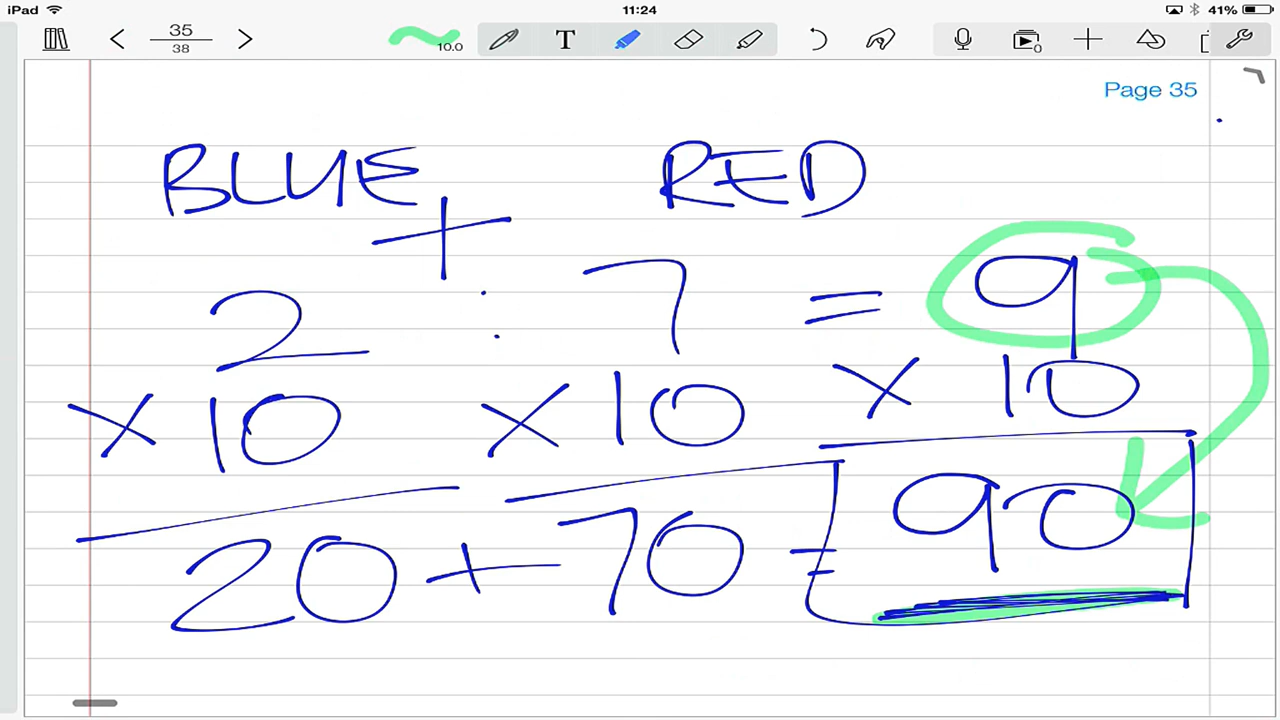 iPad 11:24 41%
35
38
10.0 T 0
Page 35
BLUE + RED
2 : 7 = 9
× 10 × 10 × 10
20 + 70 = 90